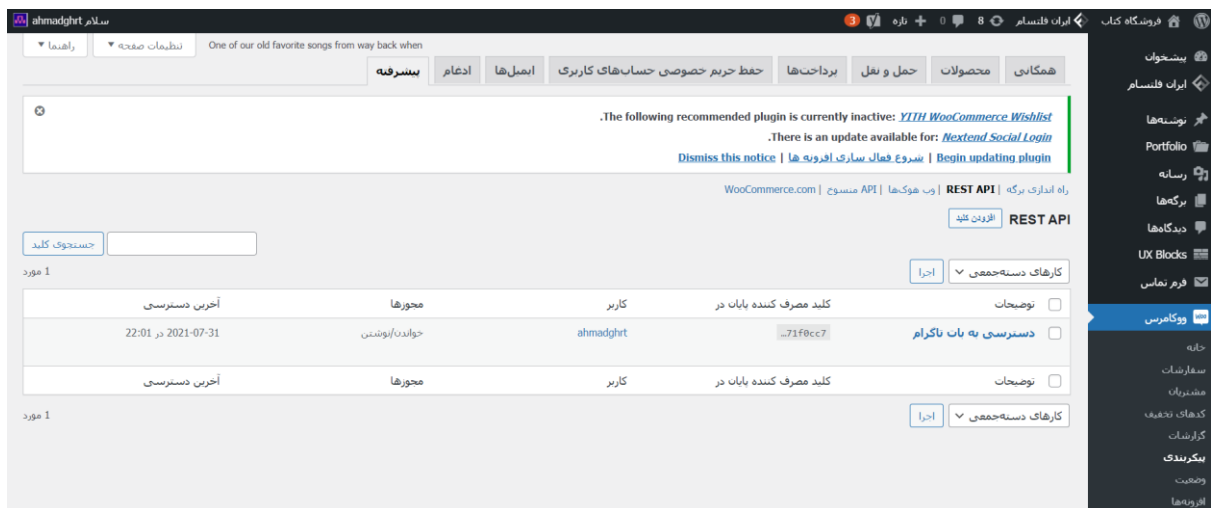 فروشگاه کتاب ایران فلتسام 8 0 + تازه 3
سلام ahmadghrt
پیشخوان
ایران فلتسام
نوشته‌ها
Portfolio
رسانه
برگه‌ها
دیدگاه‌ها
UX Blocks
فرم تماس
ووکامرس
خانه
سفارشات
مشتریان
کدهای تخفیف
گزارشات
پیکربندی
وضعیت
افزونه‌ها
One of our old favorite songs from way back when تنظیمات صفحه ▼ راهنما ▼
همگانی محصولات حمل و نقل پرداخت‌ها حفظ حریم خصوصی حساب‌های کاربری ایمیل‌ها ادغام پیشرفته
.The following recommended plugin is currently inactive: YITH WooCommerce Wishlist
.There is an update available for: Nextend Social Login
Begin updating plugin | شروع فعال سازی افزونه ها | Dismiss this notice
راه اندازی برگه | REST API | وب هوک‌ها | API منسوخ | WooCommerce.com
REST API افزودن کلید
جستجوی کلید
کارهای دسته‌جمعی اجرا
1 مورد
توضیحات کلید مصرف کننده پایان در کاربر مجوزها آخرین دسترسی
دسترسی به بات تاگرام …71f0cc7 ahmadghrt خواندن/نوشتن 2021-07-31 در 22:01
توضیحات کلید مصرف کننده پایان در کاربر مجوزها آخرین دسترسی
کارهای دسته‌جمعی اجرا
1 مورد